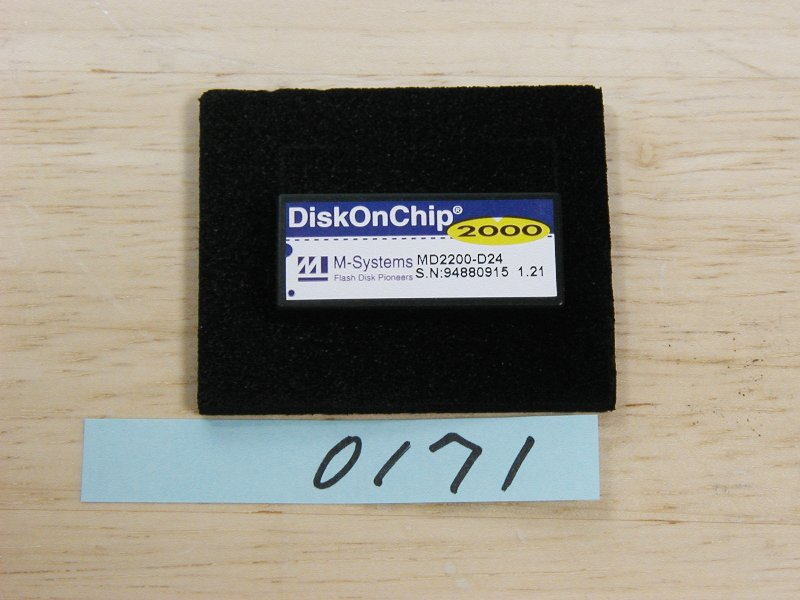 DiskOnChip®
2000
M-Systems
Flash Disk Pioneers
MD2200-D24
S.N:94880915 1.21
0171